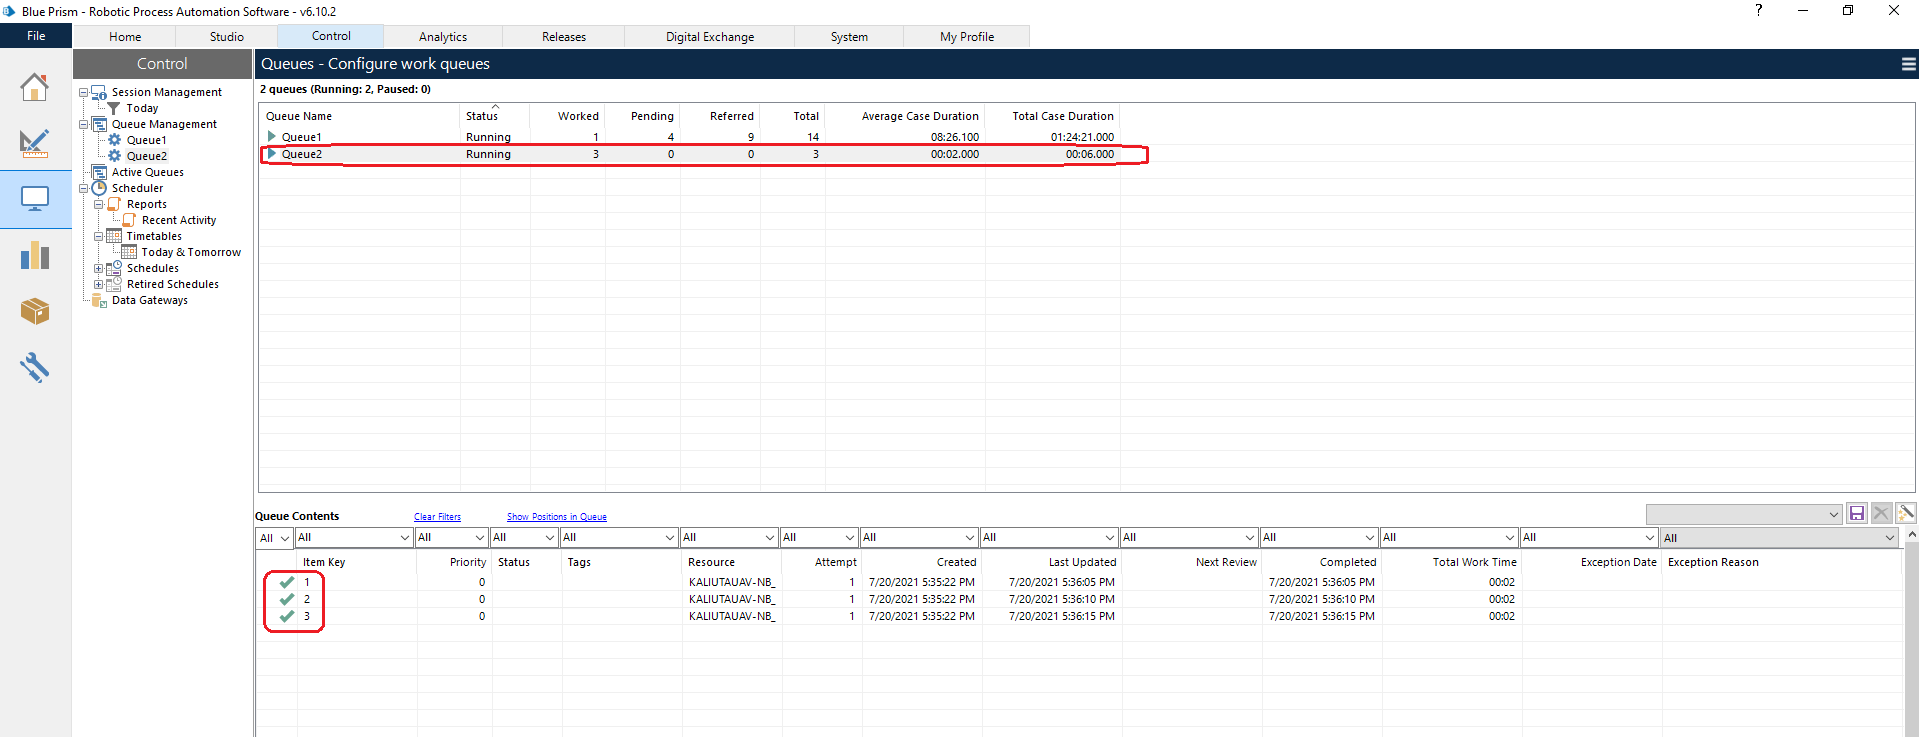 Blue Prism - Robotic Process Automation Software - v6.10.2
?
File Home Studio Control Analytics Releases Digital Exchange System My Profile
Control
Queues - Configure work queues
Session Management
Today
Queue Management
Queue1
Queue2
Active Queues
Scheduler
Reports
Recent Activity
Timetables
Today & Tomorrow
Schedules
Retired Schedules
Data Gateways
2 queues (Running: 2, Paused: 0)
Queue Name Status Worked Pending Referred Total Average Case Duration Total Case Duration
Queue1 Running 1 4 9 14 08:26.100 01:24:21.000
Queue2 Running 3 0 0 3 00:02.000 00:06.000
Queue Contents Clear Filters Show Positions in Queue
All All All All All All All All All All All All All All
Item Key Priority Status Tags Resource Attempt Created Last Updated Next Review Completed Total Work Time Exception Date Exception Reason
1 0 KALIUTAUAV-NB_ 1 7/20/2021 5:35:22 PM 7/20/2021 5:36:05 PM 7/20/2021 5:36:05 PM 00:02
2 0 KALIUTAUAV-NB_ 1 7/20/2021 5:35:22 PM 7/20/2021 5:36:10 PM 7/20/2021 5:36:10 PM 00:02
3 0 KALIUTAUAV-NB_ 1 7/20/2021 5:35:22 PM 7/20/2021 5:36:15 PM 7/20/2021 5:36:15 PM 00:02